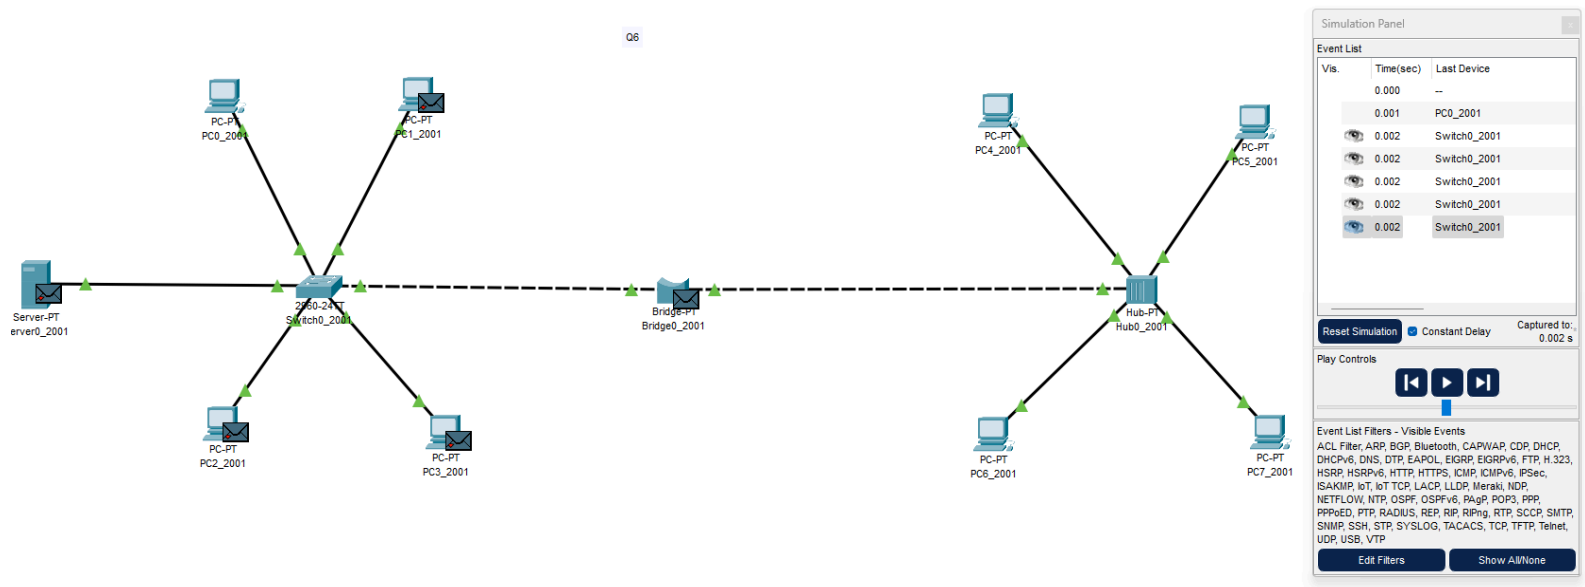 Q6
PC-PT
PC0_2001
PC-PT
PC1_2001
Server-PT
erver0_2001
2960-24TT
Switch0_2001
PC-PT
PC2_2001
PC-PT
PC3_2001
Bridge-PT
Bridge0_2001
PC-PT
PC4_2001
PC-PT
PC5_2001
Hub-PT
Hub0_2001
PC-PT
PC6_2001
PC-PT
PC7_2001
Simulation Panel
Event List
Vis. Time(sec) Last Device
0.000 --
0.001 PC0_2001
0.002 Switch0_2001
0.002 Switch0_2001
0.002 Switch0_2001
0.002 Switch0_2001
0.002 Switch0_2001
Reset Simulation Constant Delay Captured to:
0.002 s
Play Controls
Event List Filters - Visible Events
ACL Filter, ARP, BGP, Bluetooth, CAPWAP, CDP, DHCP,
DHCPv6, DNS, DTP, EAPOL, EIGRP, EIGRPv6, FTP, H.323,
HSRP, HSRPv6, HTTP, HTTPS, ICMP, ICMPv6, IPSec,
ISAKMP, IoT, IoT TCP, LACP, LLDP, Meraki, NDP,
NETFLOW, NTP, OSPF, OSPFv6, PAgP, POP3, PPP,
PPPoED, PTP, RADIUS, REP, RIP, RIPng, RTP, SCCP, SMTP,
SNMP, SSH, STP, SYSLOG, TACACS, TCP, TFTP, Telnet,
UDP, USB, VTP
Edit Filters Show All/None